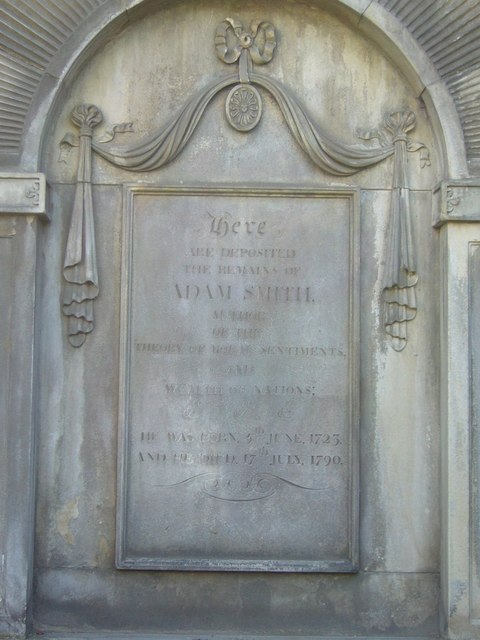 Here
ARE DEPOSITED
THE REMAINS OF
ADAM SMITH,
AUTHOR
OF THE
THEORY OF MORAL SENTIMENTS,
AND
WEALTH OF NATIONS;
&c. &c. &c.
HE WAS BORN, 5th JUNE, 1723.
AND HE DIED, 17th JULY, 1790.